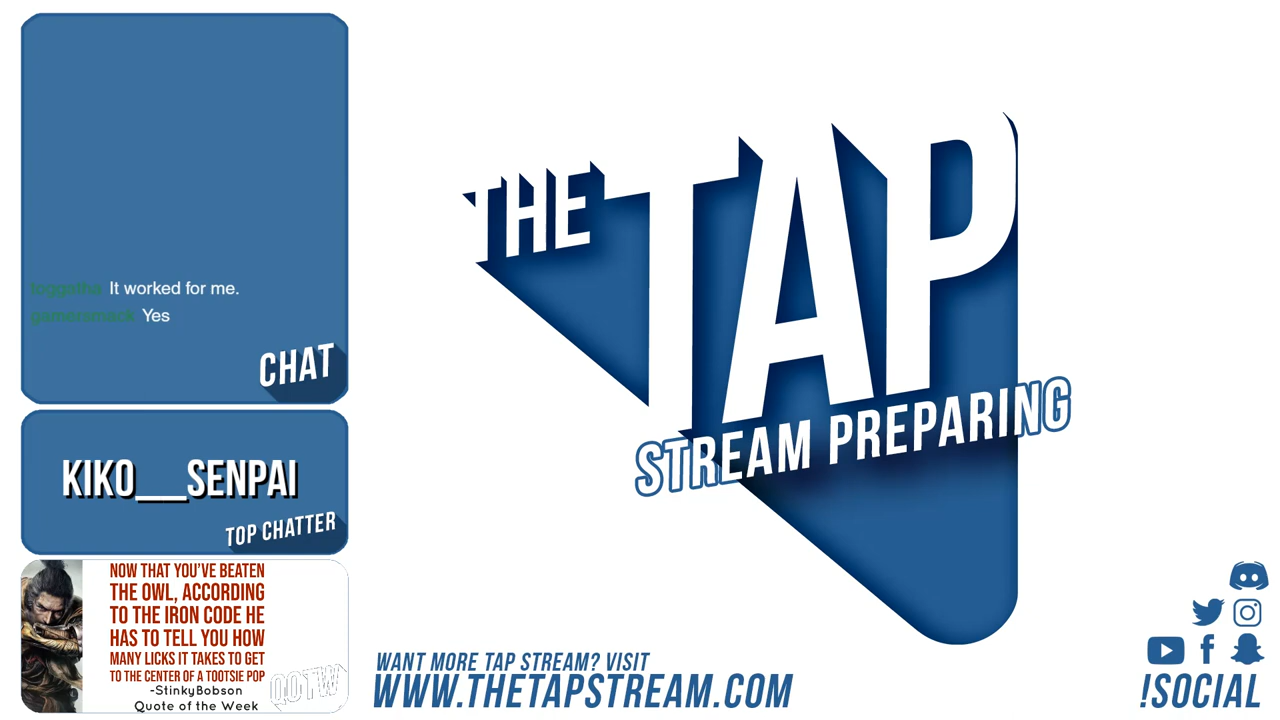 It worked for me.
gamersmack Yes
CHAT
KIKO__SENPAI
TOP CHATTER
NOW THAT YOU'VE BEATEN
THE OWL, ACCORDING
TO THE IRON CODE HE
HAS TO TELL YOU HOW
MANY LICKS IT TAKES TO GET
TO THE CENTER OF A TOOTSIE POP
-StinkyBobson
Quote of the Week
QOTW
THE TAP
STREAM PREPARING
WANT MORE TAP STREAM? VISIT
WWW.THETAPSTREAM.COM
!SOCIAL